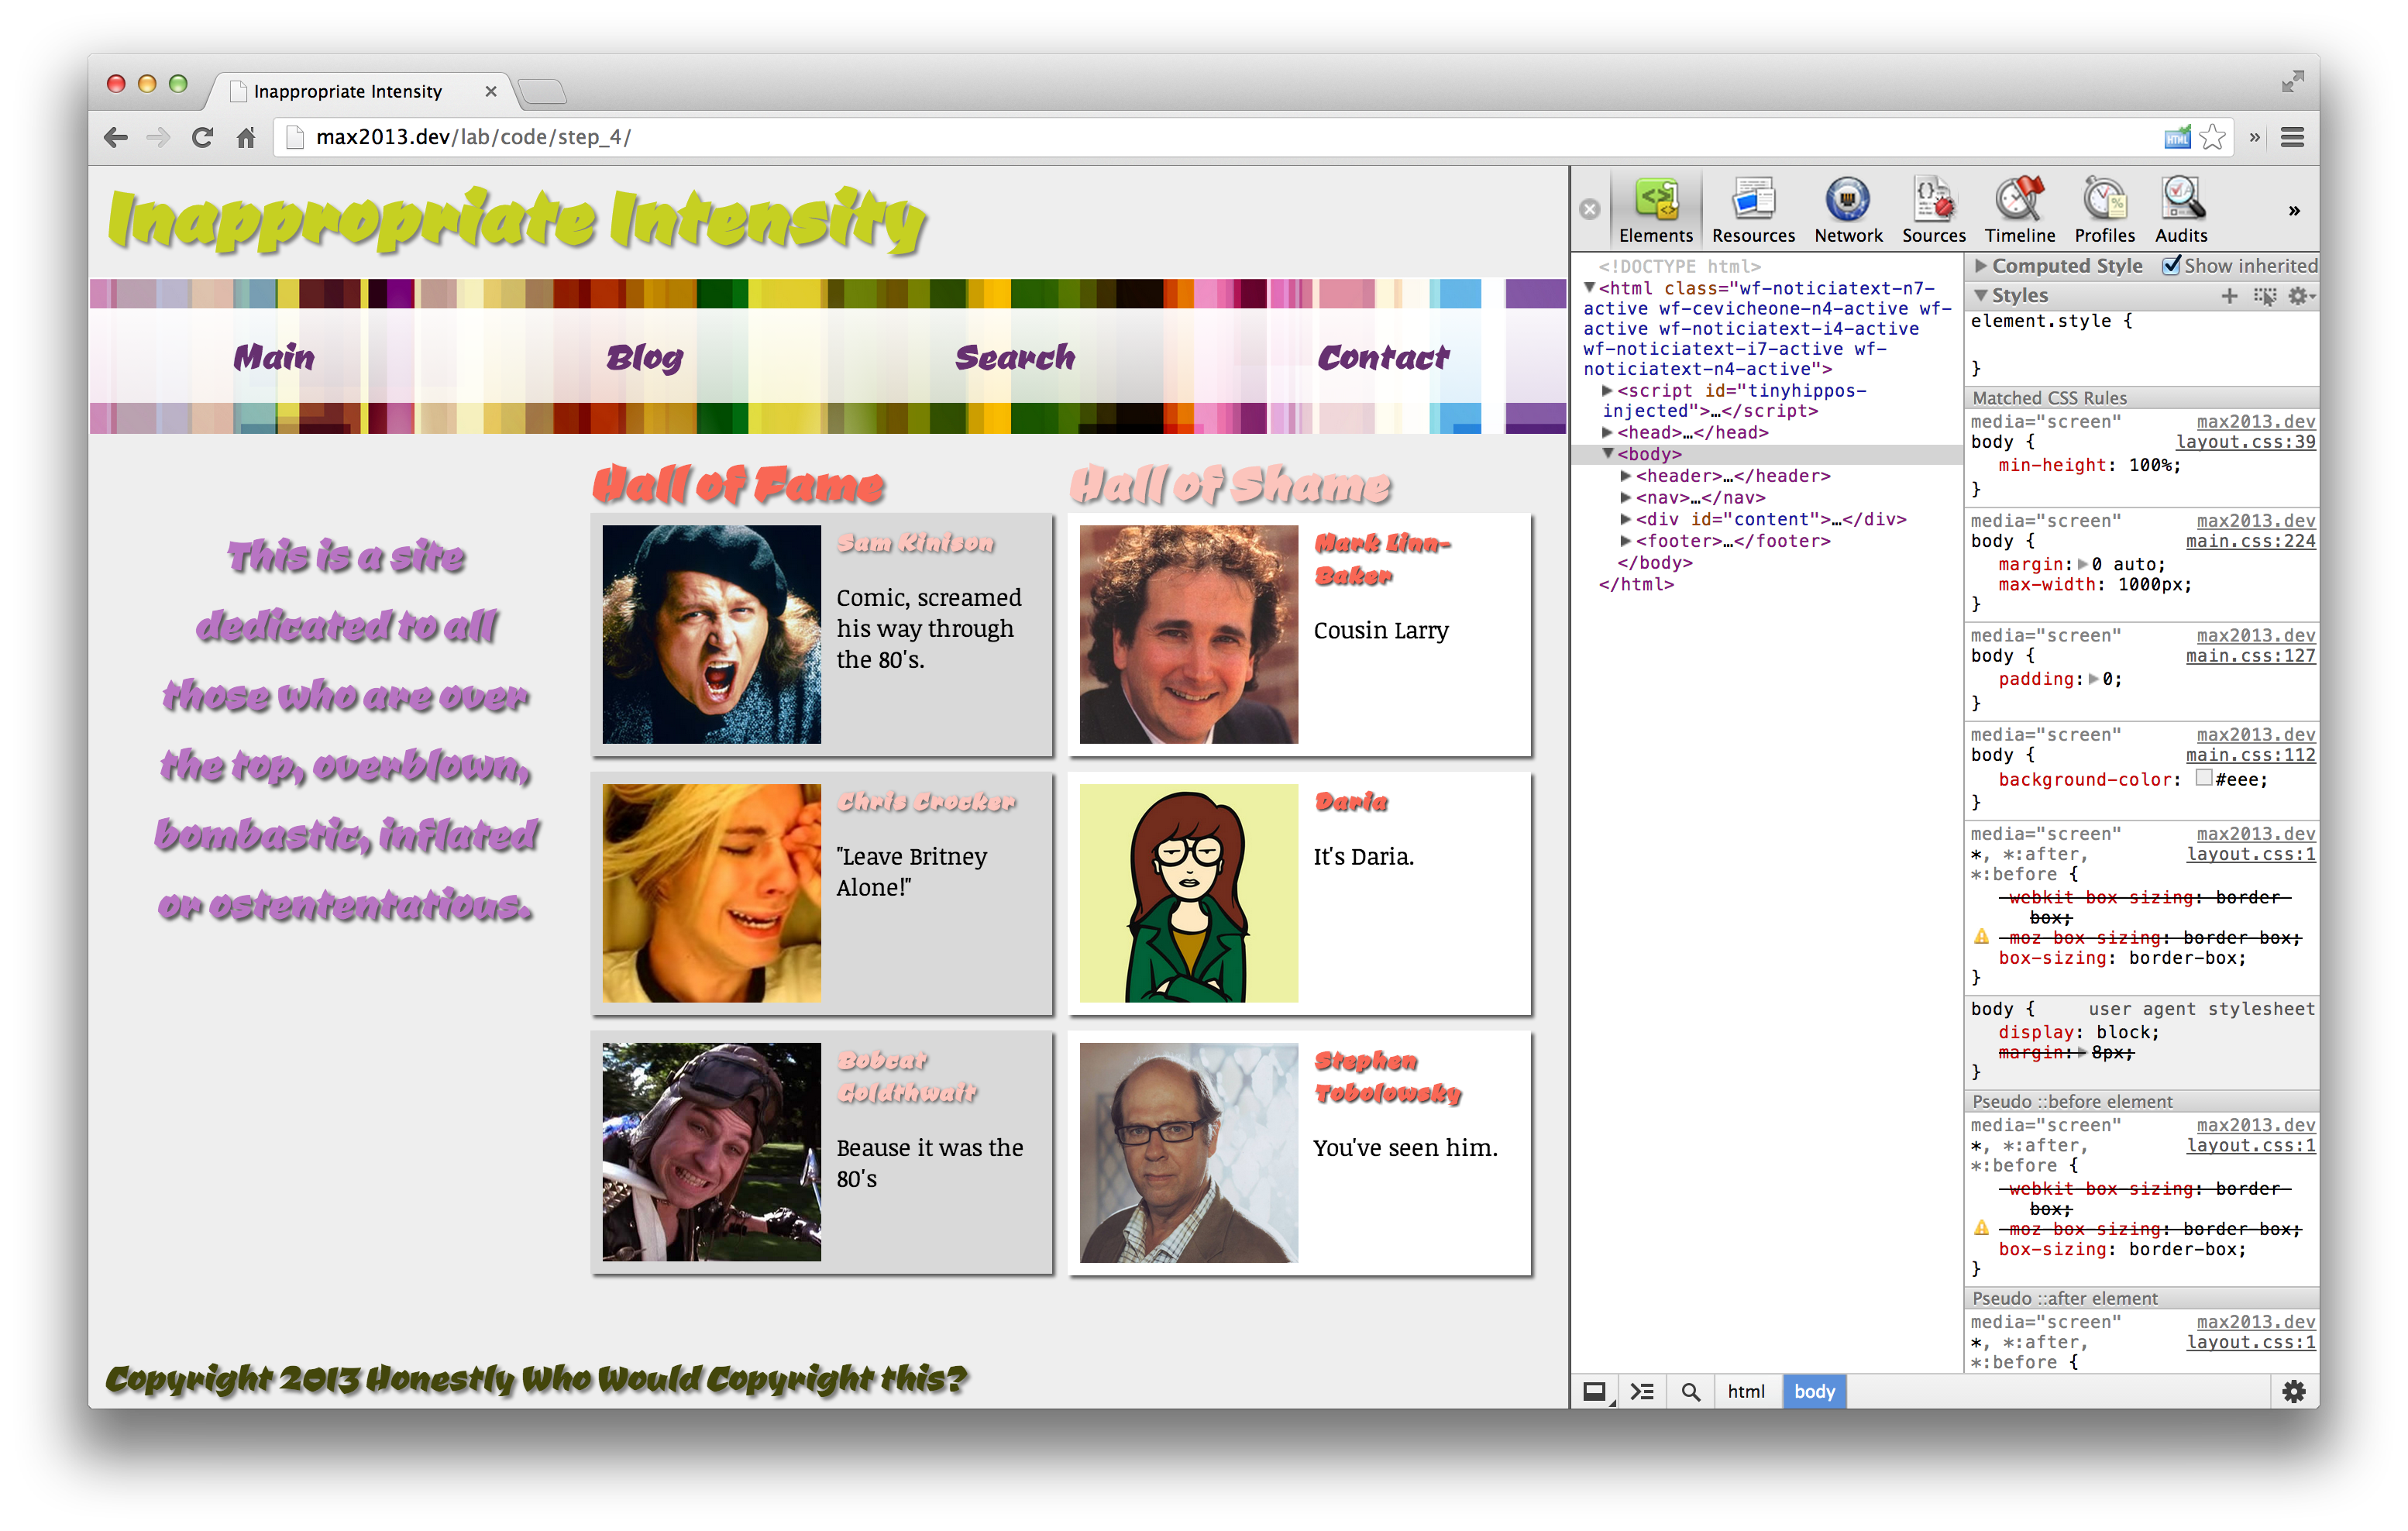 Inappropriate Intensity
max2013.dev/lab/code/step_4/
HTML
»
Inappropriate Intensity
Main
Blog
Search
Contact
This is a site
dedicated to all
those who are over
the top, overblown,
bombastic, inflated
or ostententatious.
Hall of Fame
Sam Kinison
Comic, screamed
his way through
the 80's.
Chris Crocker
"Leave Britney
Alone!"
Bobcat
Goldthwait
Beause it was the
80's
Hall of Shame
Mark Linn-
Baker
Cousin Larry
Daria
It's Daria.
Stephen
Tobolowsky
You've seen him.
Copyright 2013 Honestly Who Would Copyright this?
Elements
Resources
Network
Sources
Timeline
Profiles
Audits
»
<!DOCTYPE html>
<html class="wf-noticiatext-n7-
active wf-cevicheone-n4-active wf-
active wf-noticiatext-i4-active
wf-noticiatext-i7-active wf-
noticiatext-n4-active">
<script id="tinyhippos-
injected">…</script>
<head>…</head>
<body>
<header>…</header>
<nav>…</nav>
<div id="content">…</div>
<footer>…</footer>
</body>
</html>
Computed Style Show inherited
Styles
element.style {
}
Matched CSS Rules
media="screen" max2013.dev
body { layout.css:39
min-height: 100%;
}
media="screen" max2013.dev
body { main.css:224
margin: 0 auto;
max-width: 1000px;
}
media="screen" max2013.dev
body { main.css:127
padding: 0;
}
media="screen" max2013.dev
body { main.css:112
background-color: #eee;
}
media="screen" max2013.dev
*, *:after, layout.css:1
*:before {
-webkit-box-sizing: border-
box;
-moz-box-sizing: border-box;
box-sizing: border-box;
}
body { user agent stylesheet
display: block;
margin: 8px;
}
Pseudo ::before element
media="screen" max2013.dev
*, *:after, layout.css:1
*:before {
-webkit-box-sizing: border-
box;
-moz-box-sizing: border-box;
box-sizing: border-box;
}
Pseudo ::after element
media="screen" max2013.dev
*, *:after, layout.css:1
*:before {
html
body